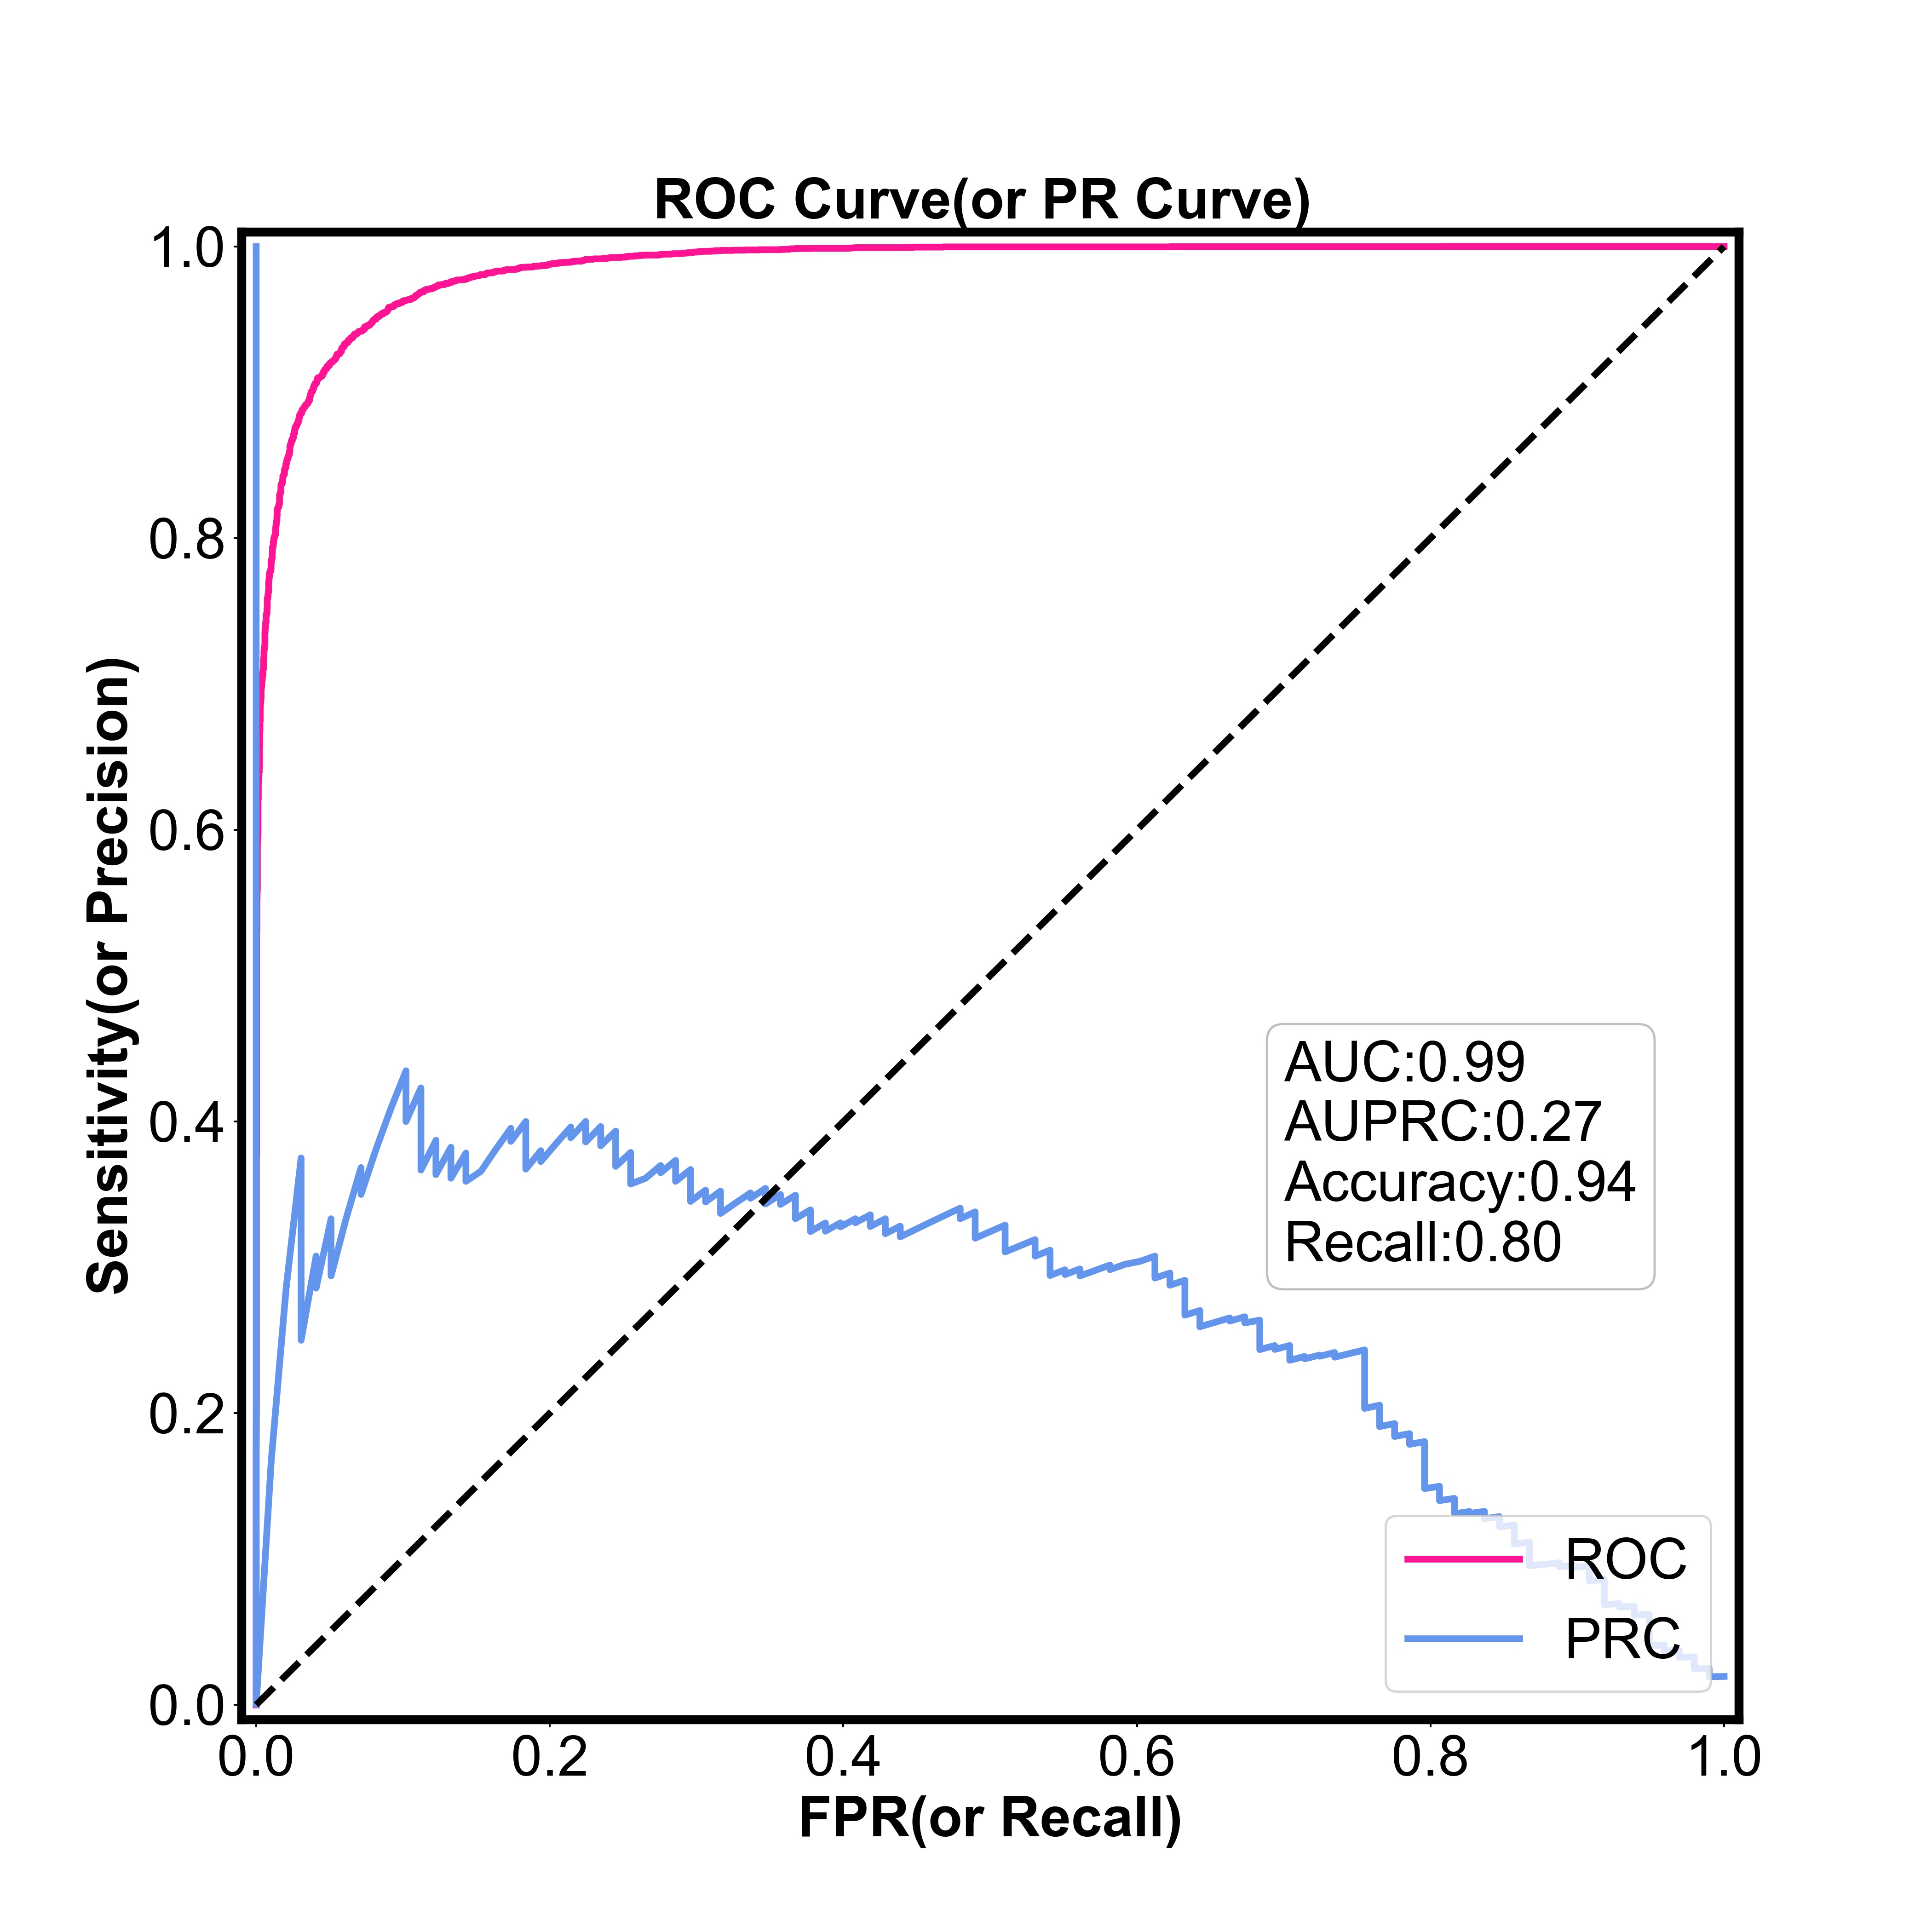 ROC Curve(or PR Curve)
1.0
0.8
0.6
0.4
0.2
0.0
Sensitivity(or Precision)
AUC:0.99
AUPRC:0.27
Accuracy:0.94
Recall:0.80
ROC
PRC
0.0 0.2 0.4 0.6 0.8 1.0
FPR(or Recall)